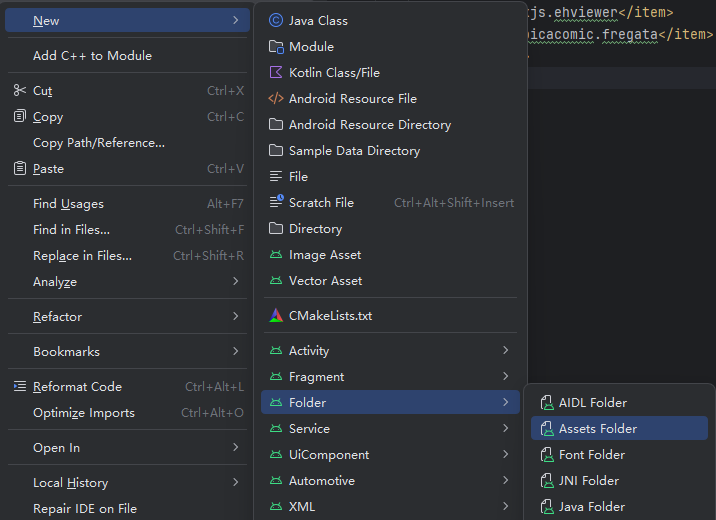 New
Add C++ to Module
Cut Ctrl+X
Copy Ctrl+C
Copy Path/Reference...
Paste Ctrl+V
Find Usages Alt+F7
Find in Files... Ctrl+Shift+F
Replace in Files... Ctrl+Shift+R
Analyze
Refactor
Bookmarks
Reformat Code Ctrl+Alt+L
Optimize Imports Ctrl+Alt+O
Open In
Local History
Repair IDE on File
Java Class
Module
Kotlin Class/File
Android Resource File
Android Resource Directory
Sample Data Directory
File
Scratch File Ctrl+Alt+Shift+Insert
Directory
Image Asset
Vector Asset
CMakeLists.txt
Activity
Fragment
Folder
Service
UiComponent
Automotive
XML
AIDL Folder
Assets Folder
Font Folder
JNI Folder
Java Folder
tjs.ehviewer</item>
picacomic.fregata</item>